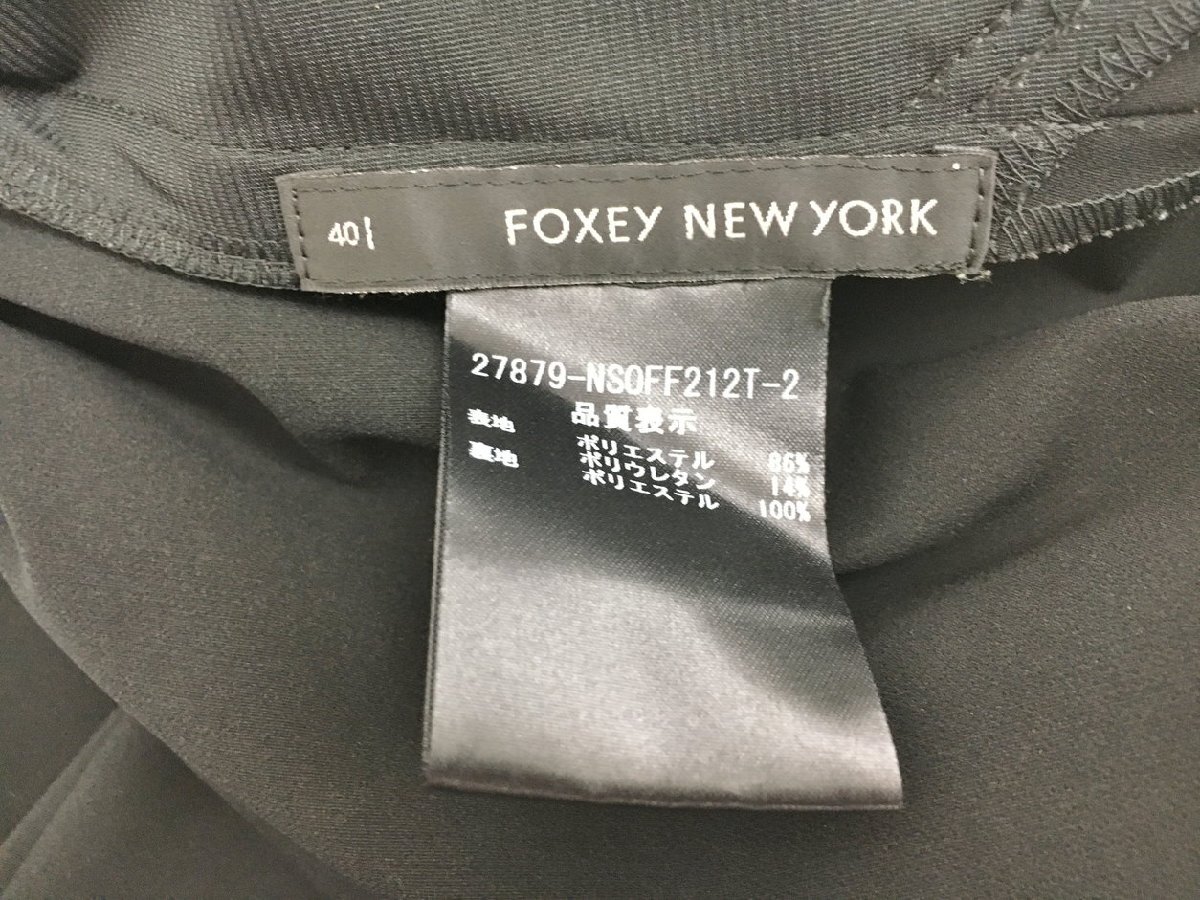 40| FOXEY NEW YORK
27879-NSOFF212T-2
品質表示
表地 ポリエステル 86%
ポリウレタン 14%
裏地 ポリエステル 100%